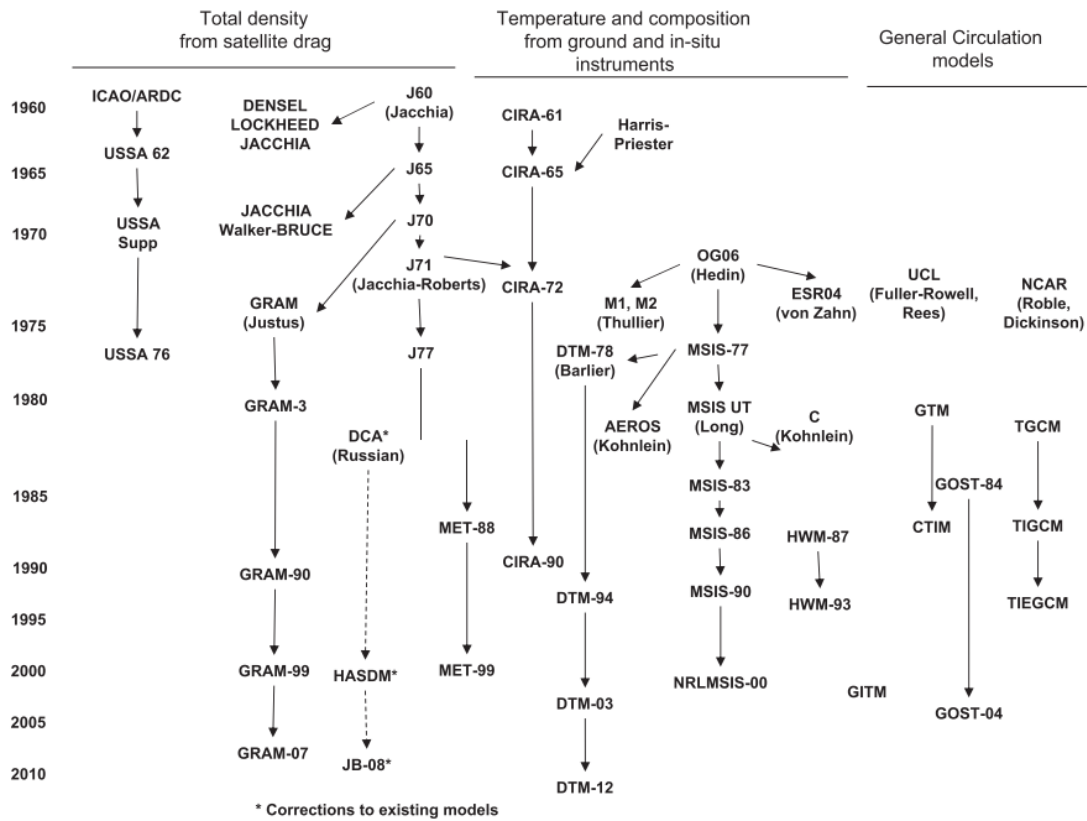 Total density
from satellite drag
Temperature and composition
from ground and in-situ
instruments
General Circulation
models
1960
1965
1970
1975
1980
1985
1990
1995
2000
2005
2010
ICAO/ARDC
USSA 62
USSA
Supp
USSA 76
DENSEL
LOCKHEED
JACCHIA
JACCHIA
Walker-BRUCE
GRAM
(Justus)
GRAM-3
GRAM-90
GRAM-99
GRAM-07
DCA*
(Russian)
HASDM*
JB-08*
J60
(Jacchia)
J65
J70
J71
(Jacchia-Roberts)
J77
MET-88
MET-99
CIRA-61
CIRA-65
CIRA-72
CIRA-90
Harris-
Priester
M1, M2
(Thullier)
DTM-78
(Barlier)
AEROS
(Kohnlein)
DTM-94
DTM-03
DTM-12
OG06
(Hedin)
MSIS-77
MSIS UT
(Long)
MSIS-83
MSIS-86
MSIS-90
NRLMSIS-00
ESR04
(von Zahn)
C
(Kohnlein)
HWM-87
HWM-93
UCL
(Fuller-Rowell,
Rees)
GTM
CTIM
GOST-84
GOST-04
GITM
NCAR
(Roble,
Dickinson)
TGCM
TIGCM
TIEGCM
* Corrections to existing models